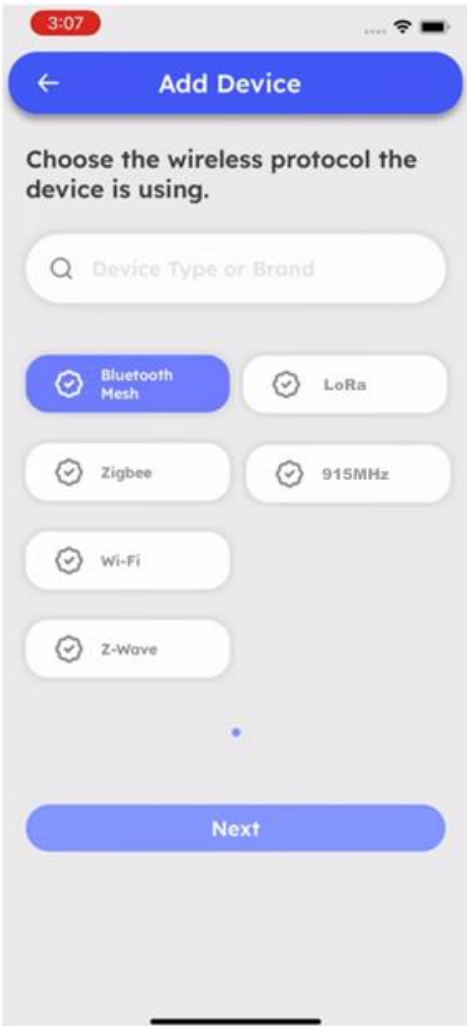 3:07
Add Device
Choose the wireless protocol the
device is using.
Device Type or Brand
Bluetooth
Mesh
LoRa
Zigbee
915MHz
Wi-Fi
Z-Wave
Next